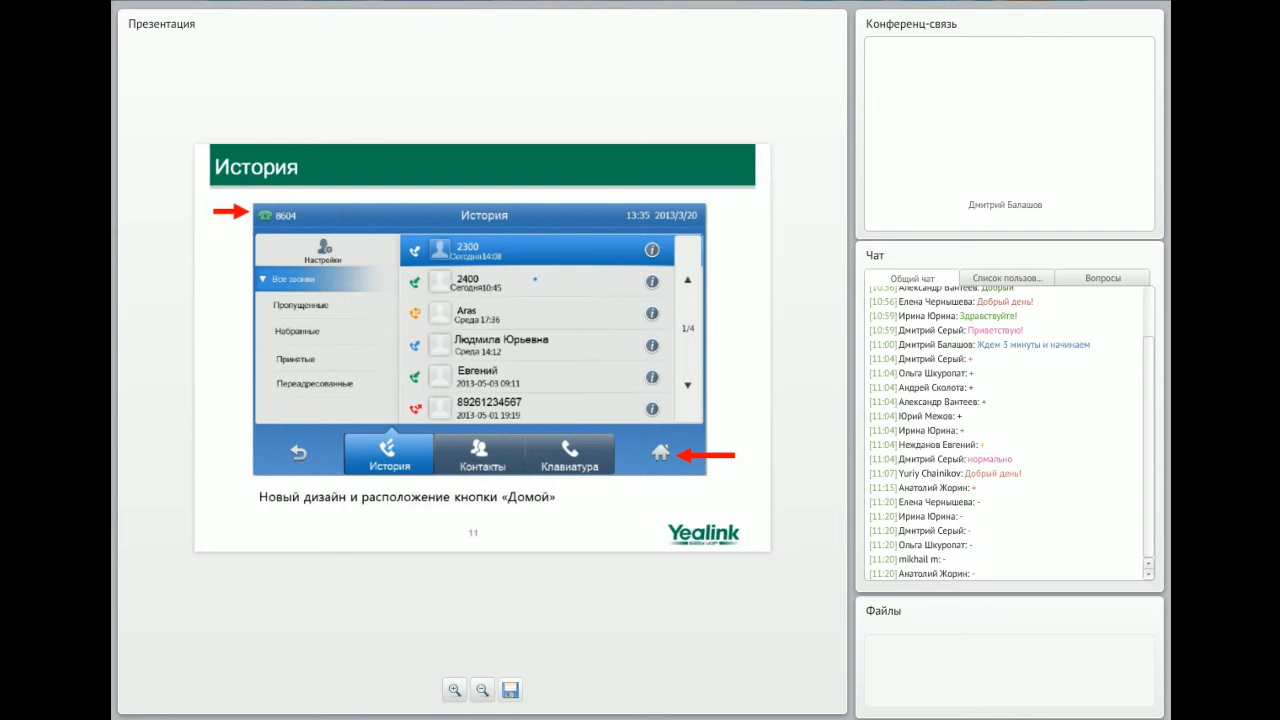 Презентация
История
8604
История
13:35 2013/3/20
Настройки
Все звонки
Пропущенные
Набранные
Принятые
Переадресованные
2300
Сегодня14:08
2400
Сегодня10:45
Aras
Среда 17:36
Людмила Юрьевна
Среда 14:12
Евгений
2013-05-03 09:11
89261234567
2013-05-01 19:19
1/4
История
Контакты
Клавиатура
Новый дизайн и расположение кнопки «Домой»
11
Yealink
Конференц-связь
Дмитрий Балашов
Чат
Общий чат
Список пользов...
Вопросы
[10:56] Александр Вантеев: Добрый
[10:56] Елена Чернышева: Добрый день!
[10:59] Ирина Юрина: Здравствуйте!
[10:59] Дмитрий Серый: Приветствую!
[11:00] Дмитрий Балашов: Ждем 3 минуты и начинаем
[11:04] Дмитрий Серый: +
[11:04] Ольга Шкуропат: +
[11:04] Андрей Сколота: +
[11:04] Александр Вантеев: +
[11:04] Юрий Межов: +
[11:04] Ирина Юрина: +
[11:04] Нежданов Евгений: +
[11:04] Дмитрий Серый: нормально
[11:07] Yuriy Chainikov: Добрый день!
[11:15] Анатолий Жорин: +
[11:20] Елена Чернышева: -
[11:20] Ирина Юрина: -
[11:20] Дмитрий Серый: -
[11:20] Ольга Шкуропат: -
[11:20] mikhail m: -
[11:20] Анатолий Жорин: -
Файлы